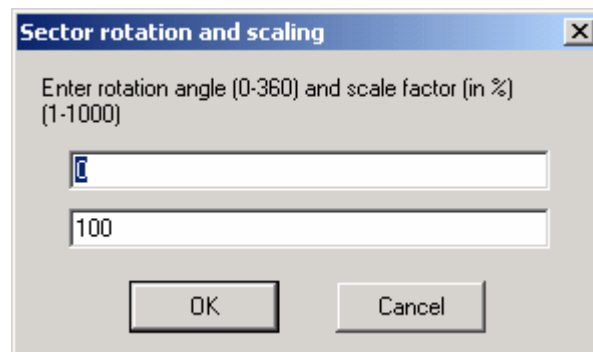 Sector rotation and scaling
Enter rotation angle (0-360) and scale factor (in %)
(1-1000)
0
100
OK
Cancel